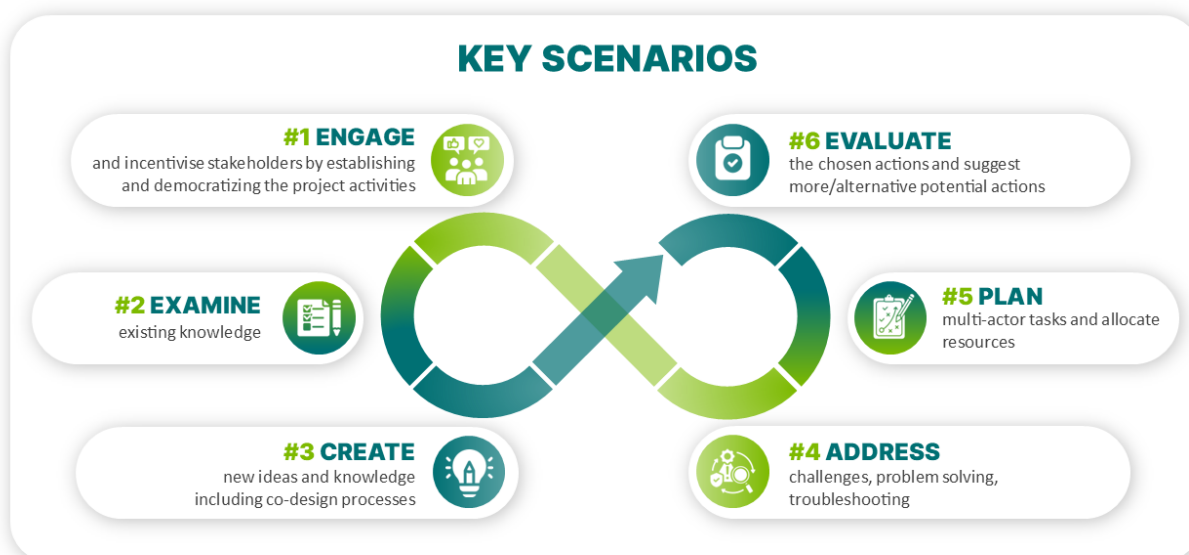 KEY SCENARIOS
#1 ENGAGE
and incentivise stakeholders by establishing
and democratizing the project activities
#2 EXAMINE
existing knowledge
#3 CREATE
new ideas and knowledge
including co-design processes
#4 ADDRESS
challenges, problem solving,
troubleshooting
#5 PLAN
multi-actor tasks and allocate
resources
#6 EVALUATE
the chosen actions and suggest
more/alternative potential actions